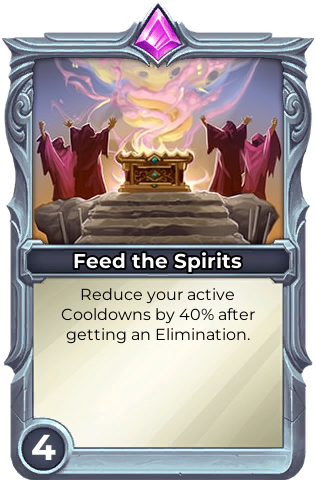 Feed the Spirits
Reduce your active
Cooldowns by 40% after
getting an Elimination.
4